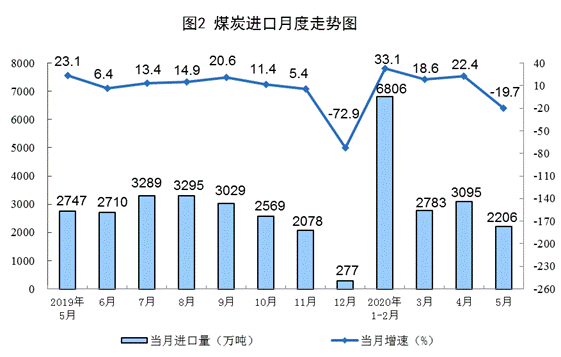 图2 煤炭进口月度走势图
23.1 6.4 13.4 14.9 20.6 11.4 5.4 -72.9 33.1 18.6 22.4 -19.7
8000 7000 6000 5000 4000 3000 2000 1000 0
40 10 -20 -50 -80 -110 -140 -170 -200 -230 -260
2747 2710 3289 3295 3029 2569 2078 277 6806 2783 3095 2206
2019年 6月 7月 8月 9月 10月 11月 12月 2020年 3月 4月 5月
5月 1-2月
当月进口量（万吨） 当月增速（%）